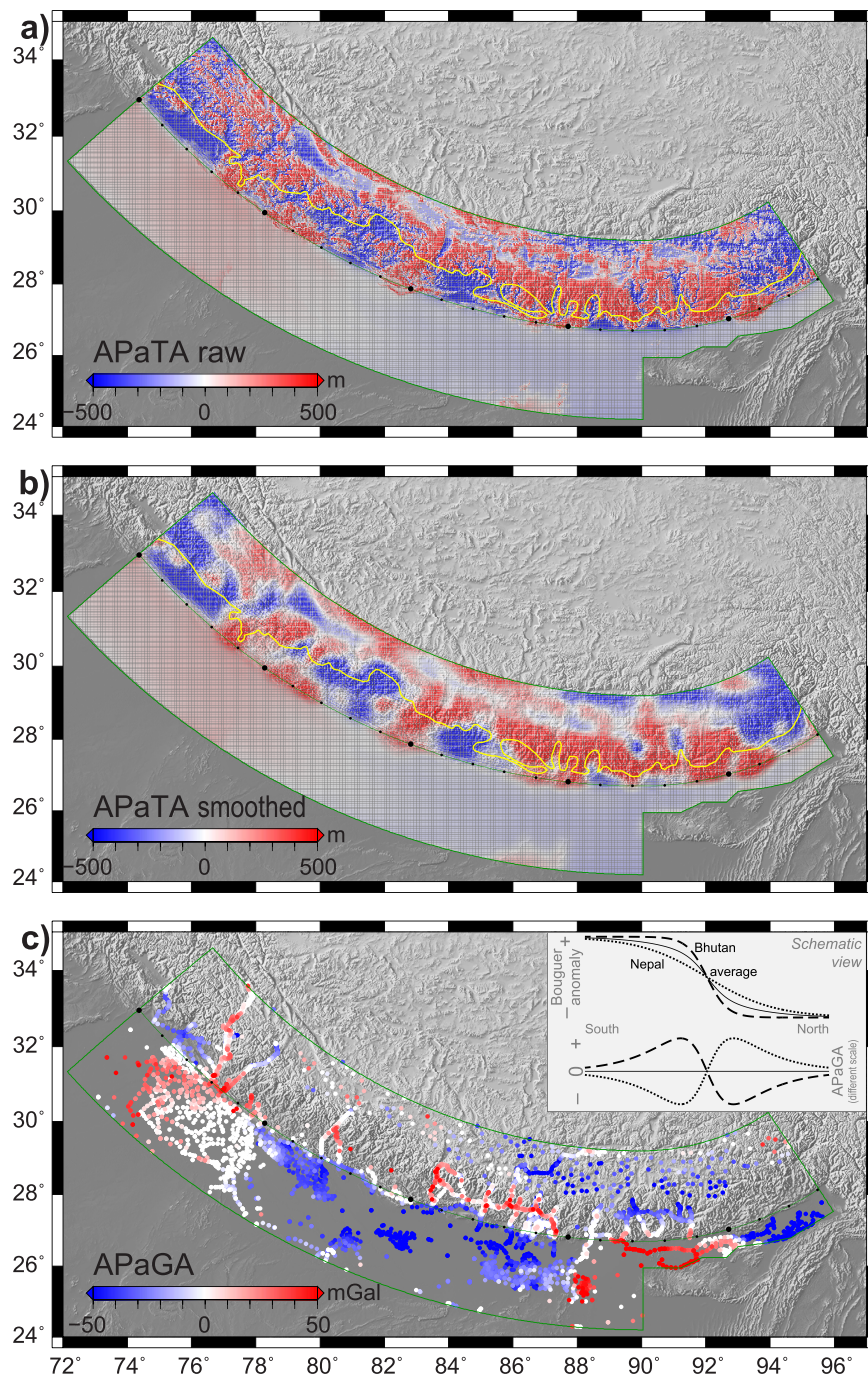 a)
34°
32°
30°
28°
26°
24°
APaTA raw
m
−500 0 500
b)
34°
32°
30°
28°
26°
24°
APaTA smoothed
m
−500 0 500
c)
34°
32°
30°
28°
26°
24°
Schematic view
Bouguer anomaly
− +
Bhutan
average
Nepal
South
North
+
0
−
APaGA
(different scale)
APaGA
mGal
−50 0 50
72° 74° 76° 78° 80° 82° 84° 86° 88° 90° 92° 94° 96°